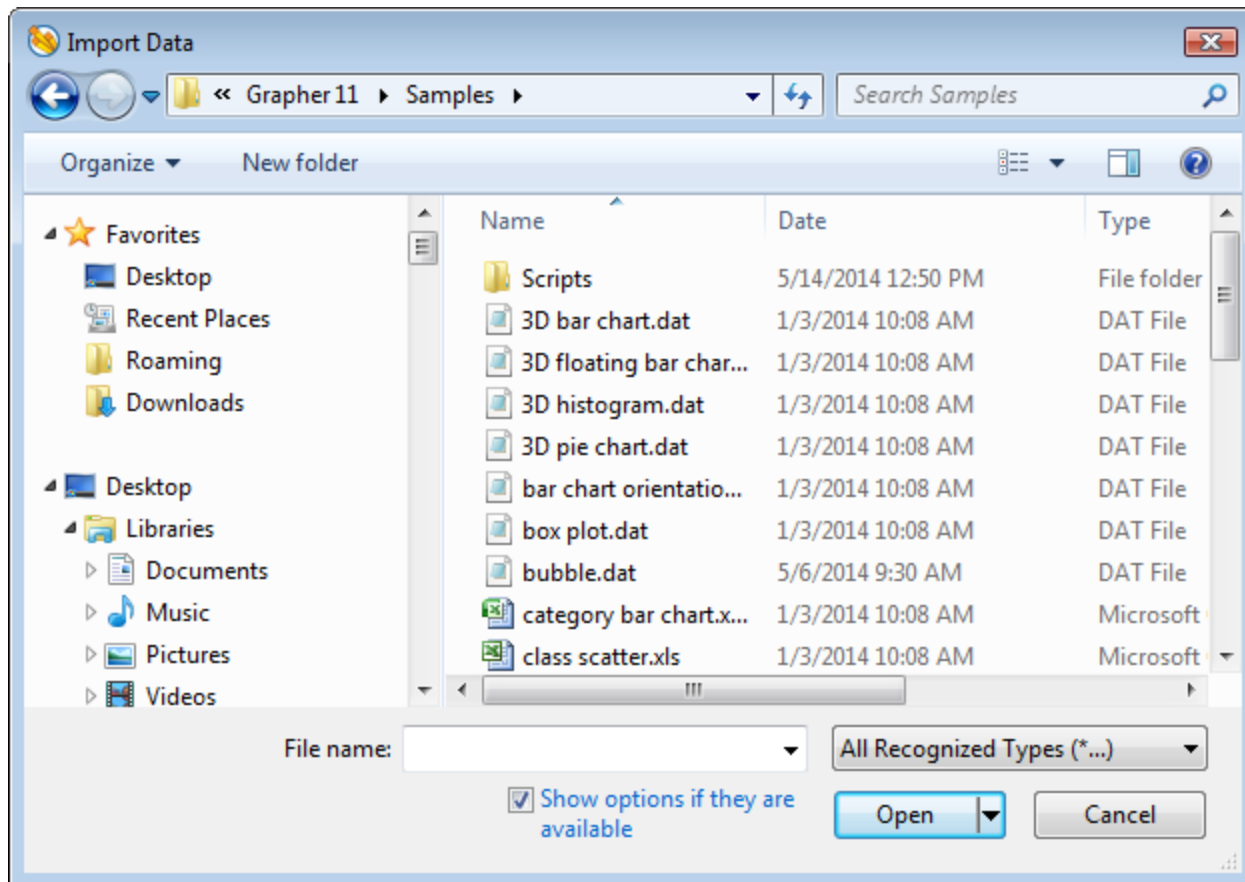 Import Data
« Grapher 11 Samples
Search Samples
Organize New folder
Favorites
Desktop
Recent Places
Roaming
Downloads
Desktop
Libraries
Documents
Music
Pictures
Videos
Name Date Type
Scripts 5/14/2014 12:50 PM File folder
3D bar chart.dat 1/3/2014 10:08 AM DAT File
3D floating bar char... 1/3/2014 10:08 AM DAT File
3D histogram.dat 1/3/2014 10:08 AM DAT File
3D pie chart.dat 1/3/2014 10:08 AM DAT File
bar chart orientatio... 1/3/2014 10:08 AM DAT File
box plot.dat 1/3/2014 10:08 AM DAT File
bubble.dat 5/6/2014 9:30 AM DAT File
category bar chart.x... 1/3/2014 10:08 AM Microsoft
class scatter.xls 1/3/2014 10:08 AM Microsoft
File name:
All Recognized Types (*...)
Show options if they are
available
Open Cancel